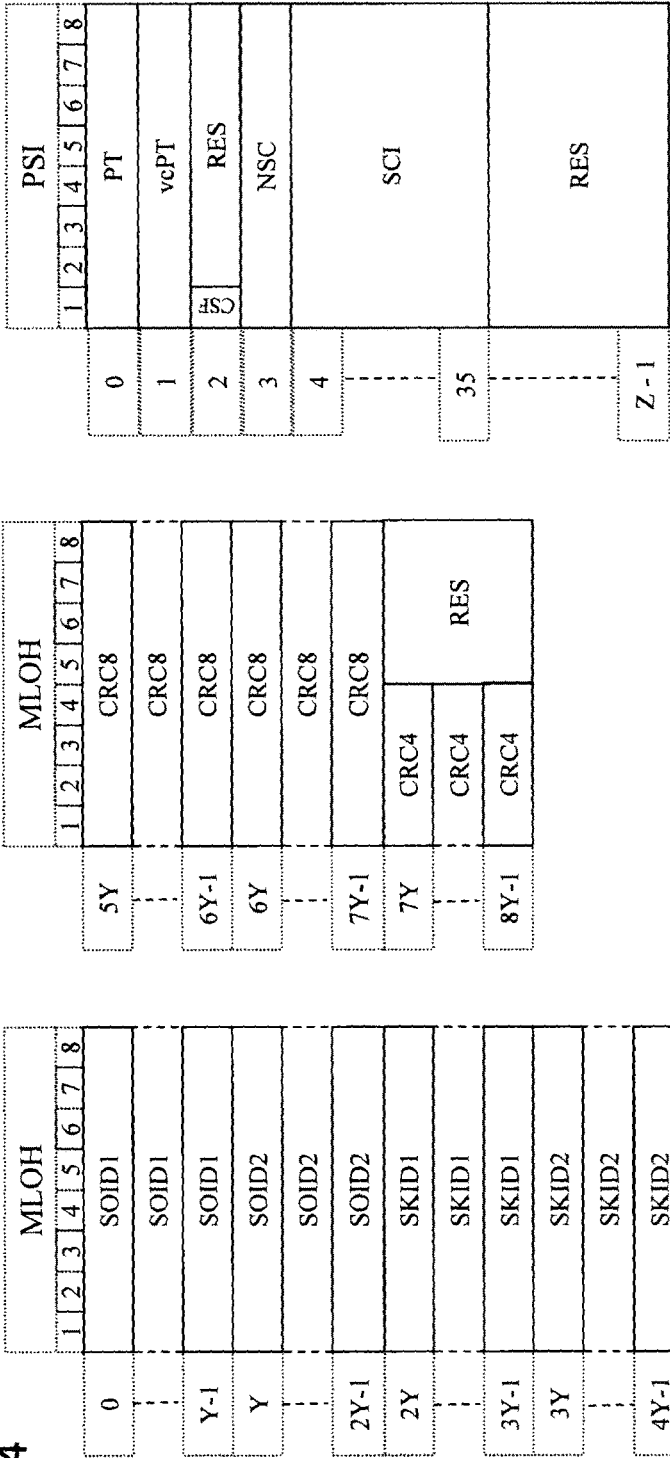 4
MLOH
1 2 3 4 5 6 7 8
0 SOID1
SOID1
Y-1 SOID1
Y SOID2
SOID2
2Y-1 SOID2
2Y SKID1
SKID1
3Y-1 SKID1
3Y SKID2
SKID2
4Y-1 SKID2
MLOH
1 2 3 4 5 6 7 8
5Y CRC8
CRC8
6Y-1 CRC8
6Y CRC8
CRC8
7Y-1 CRC8
7Y CRC4
CRC4 RES
8Y-1 CRC4
PSI
1 2 3 4 5 6 7 8
0 PT
1 vcPT
2 CSF RES
3 NSC
4
SCI
35
RES
Z - 1